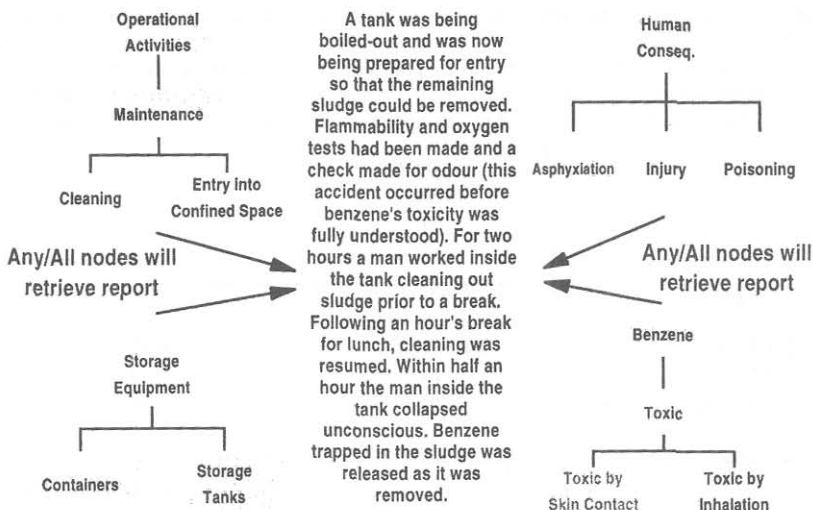 Operational
Activities
Maintenance
Cleaning
Entry into
Confined Space
Any/All nodes will
retrieve report
Storage
Equipment
Containers
Storage
Tanks
A tank was being
boiled-out and was now
being prepared for entry
so that the remaining
sludge could be removed.
Flammability and oxygen
tests had been made and a
check made for odour (this
accident occurred before
benzene's toxicity was
fully understood). For two
hours a man worked inside
the tank cleaning out
sludge prior to a break.
Following an hour's break
for lunch, cleaning was
resumed. Within half an
hour the man inside the
tank collapsed
unconscious. Benzene
trapped in the sludge was
released as it was
removed.
Human
Conseq.
Asphyxiation
Injury
Poisoning
Any/All nodes will
retrieve report
Benzene
Toxic
Toxic by
Skin Contact
Toxic by
Inhalation